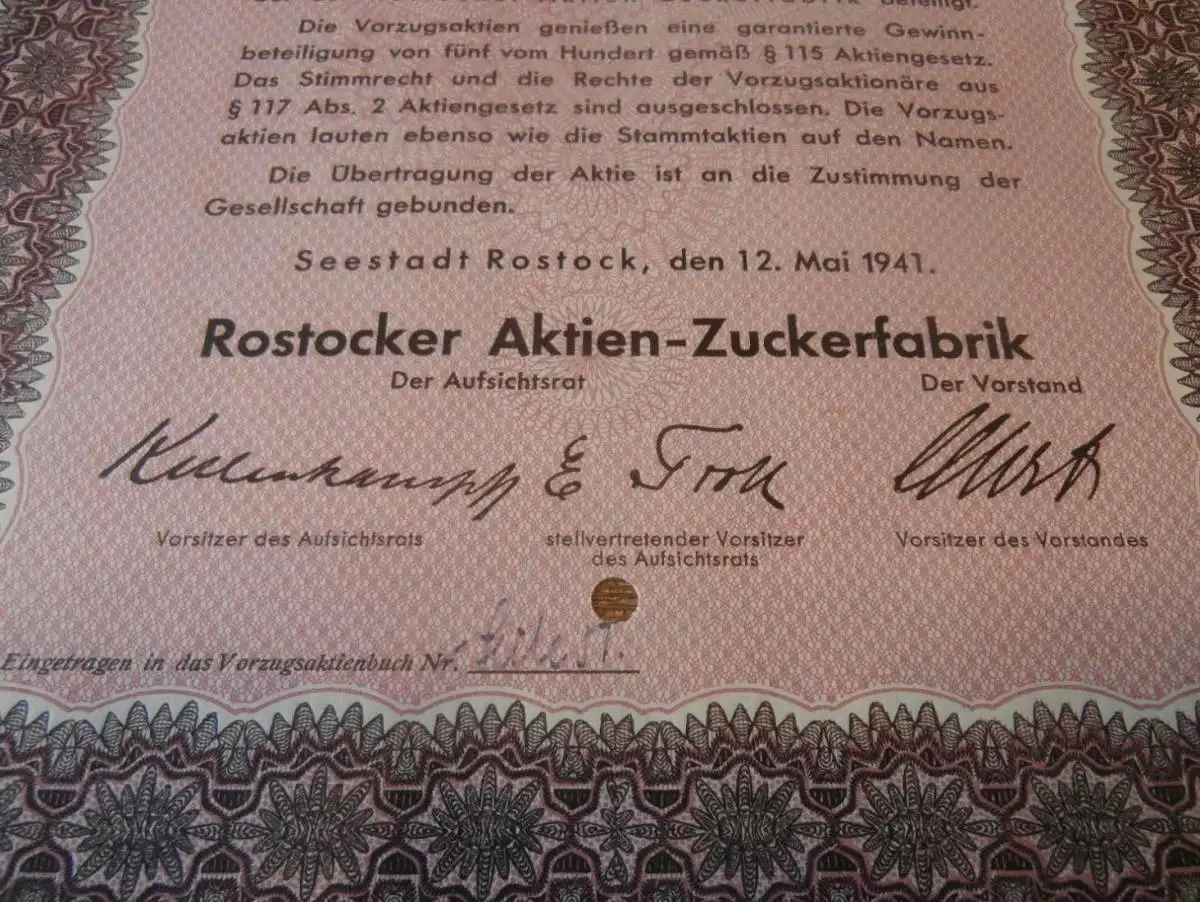 beteiligt.
Die Vorzugsaktien genießen eine garantierte Gewinn-
beteiligung von fünf vom Hundert gemäß § 115 Aktiengesetz.
Das Stimmrecht und die Rechte der Vorzugsaktionäre aus
§ 117 Abs. 2 Aktiengesetz sind ausgeschlossen. Die Vorzugs-
aktien lauten ebenso wie die Stammtaktien auf den Namen.
Die Übertragung der Aktie ist an die Zustimmung der
Gesellschaft gebunden.
Seestadt Rostock, den 12. Mai 1941.
Rostocker Aktien-Zuckerfabrik
Der Aufsichtsrat Der Vorstand
Kulenkampff E Troll
Vorsitzer des Aufsichtsrats stellvertretender Vorsitzer Vorsitzer des Vorstandes
des Aufsichtsrats
Eingetragen in das Vorzugsaktienbuch Nr.